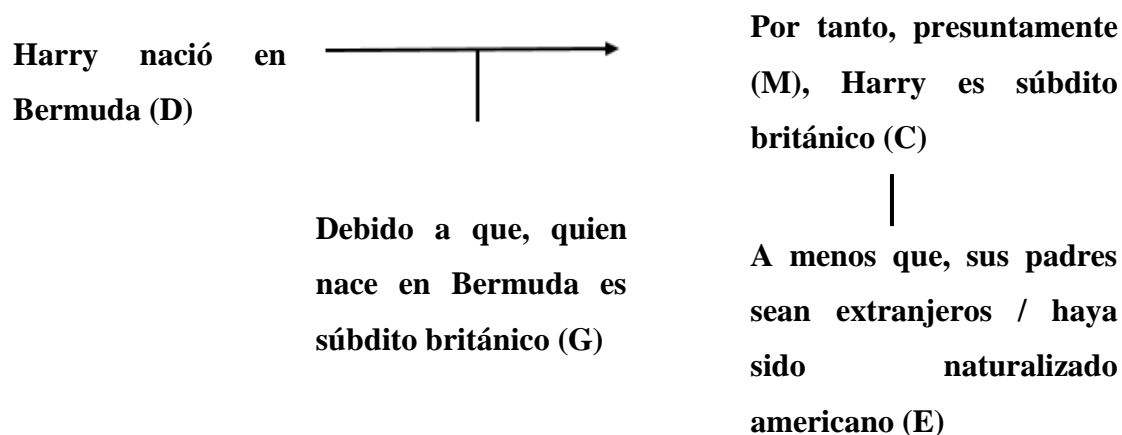 Harry nació en
Bermuda (D)
Por tanto, presuntamente
(M), Harry es súbdito
británico (C)
Debido a que, quien
nace en Bermuda es
súbdito británico (G)
A menos que, sus padres
sean extranjeros / haya
sido naturalizado
americano (E)